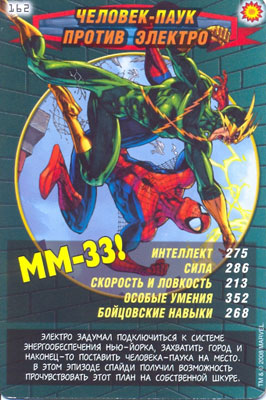 162
ЧЕЛОВЕК-ПАУК
ПРОТИВ ЭЛЕКТРО
ММ-33!
ИНТЕЛЛЕКТ 275
СИЛА 286
СКОРОСТЬ И ЛОВКОСТЬ 213
ОСОБЫЕ УМЕНИЯ 352
БОЙЦОВСКИЕ НАВЫКИ 268
ЭЛЕКТРО ЗАДУМАЛ ПОДКЛЮЧИТЬСЯ К СИСТЕМЕ
ЭНЕРГООБЕСПЕЧЕНИЯ НЬЮ-ЙОРКА, ЗАХВАТИТЬ ГОРОД И
НАКОНЕЦ-ТО ПОСТАВИТЬ ЧЕЛОВЕКА-ПАУКА НА МЕСТО.
В ЭТОМ ЭПИЗОДЕ СПАЙДИ ПОЛУЧИЛ ВОЗМОЖНОСТЬ
ПРОЧУВСТВОВАТЬ ЭТОТ ПЛАН НА СОБСТВЕННОЙ ШКУРЕ.
TM & © 2008 MARVEL